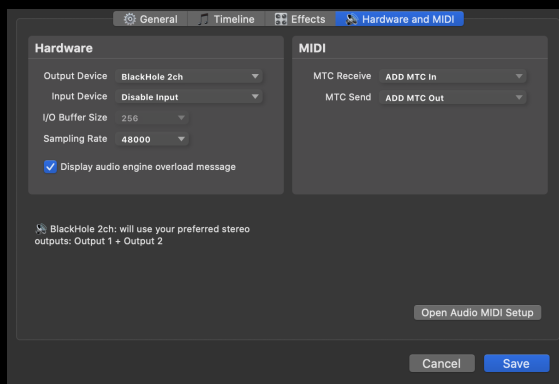 General
Timeline
Effects
Hardware and MIDI
Hardware
Output Device BlackHole 2ch
Input Device Disable Input
I/O Buffer Size 256
Sampling Rate 48000
Display audio engine overload message
MIDI
MTC Receive ADD MTC In
MTC Send ADD MTC Out
BlackHole 2ch: will use your preferred stereo
outputs: Output 1 + Output 2
Open Audio MIDI Setup
Cancel
Save